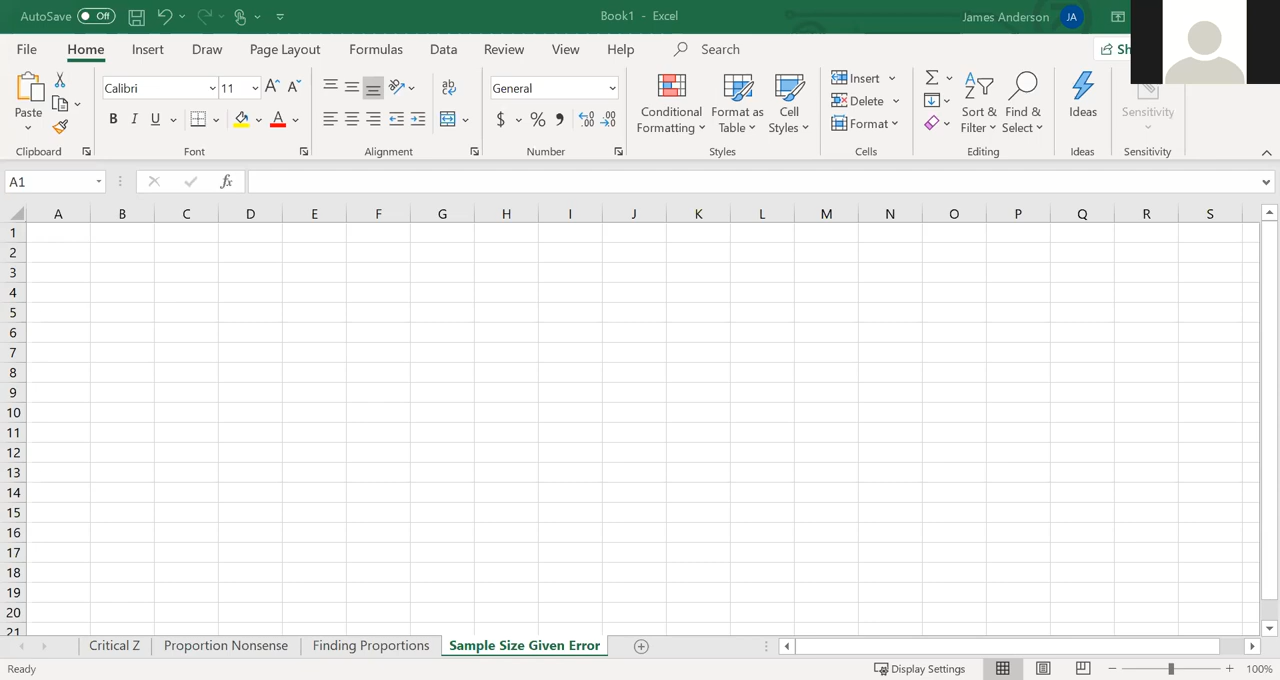 AutoSave Off Book1 - Excel James Anderson JA
File Home Insert Draw Page Layout Formulas Data Review View Help Search Sh
Paste Calibri 11 General Conditional Formatting Format as Table Cell Styles Insert Delete Format Sort & Filter Find & Select Ideas Sensitivity
B I U A $ % 9
Clipboard Font Alignment Number Styles Cells Editing Ideas Sensitivity
A1 fx
A B C D E F G H I J K L M N O P Q R S
1
2
3
4
5
6
7
8
9
10
11
12
13
14
15
16
17
18
19
20
21
Critical Z Proportion Nonsense Finding Proportions Sample Size Given Error
Ready Display Settings 100%